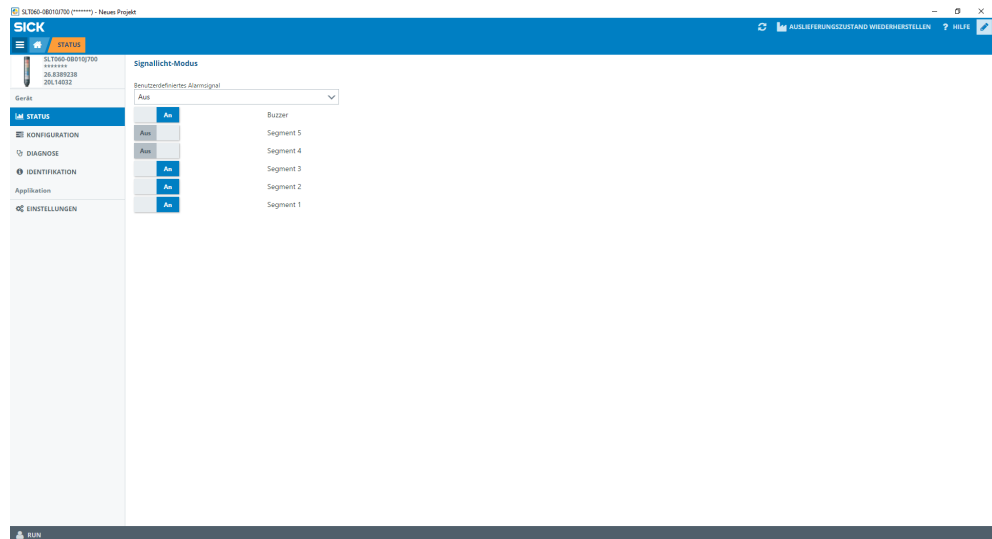 SLT060-0B010J700 (*******) - Neues Projekt
SICK
AUSLIEFERUNGSZUSTAND WIEDERHERSTELLEN
? HILFE
STATUS
SLT060-0B010J700
*******
26.8389238
20L14032
Gerät
STATUS
KONFIGURATION
DIAGNOSE
IDENTIFIKATION
Applikation
EINSTELLUNGEN
Signallicht-Modus
Benutzerdefiniertes Alarmsignal
Aus
An Buzzer
Aus Segment 5
Aus Segment 4
An Segment 3
An Segment 2
An Segment 1
RUN